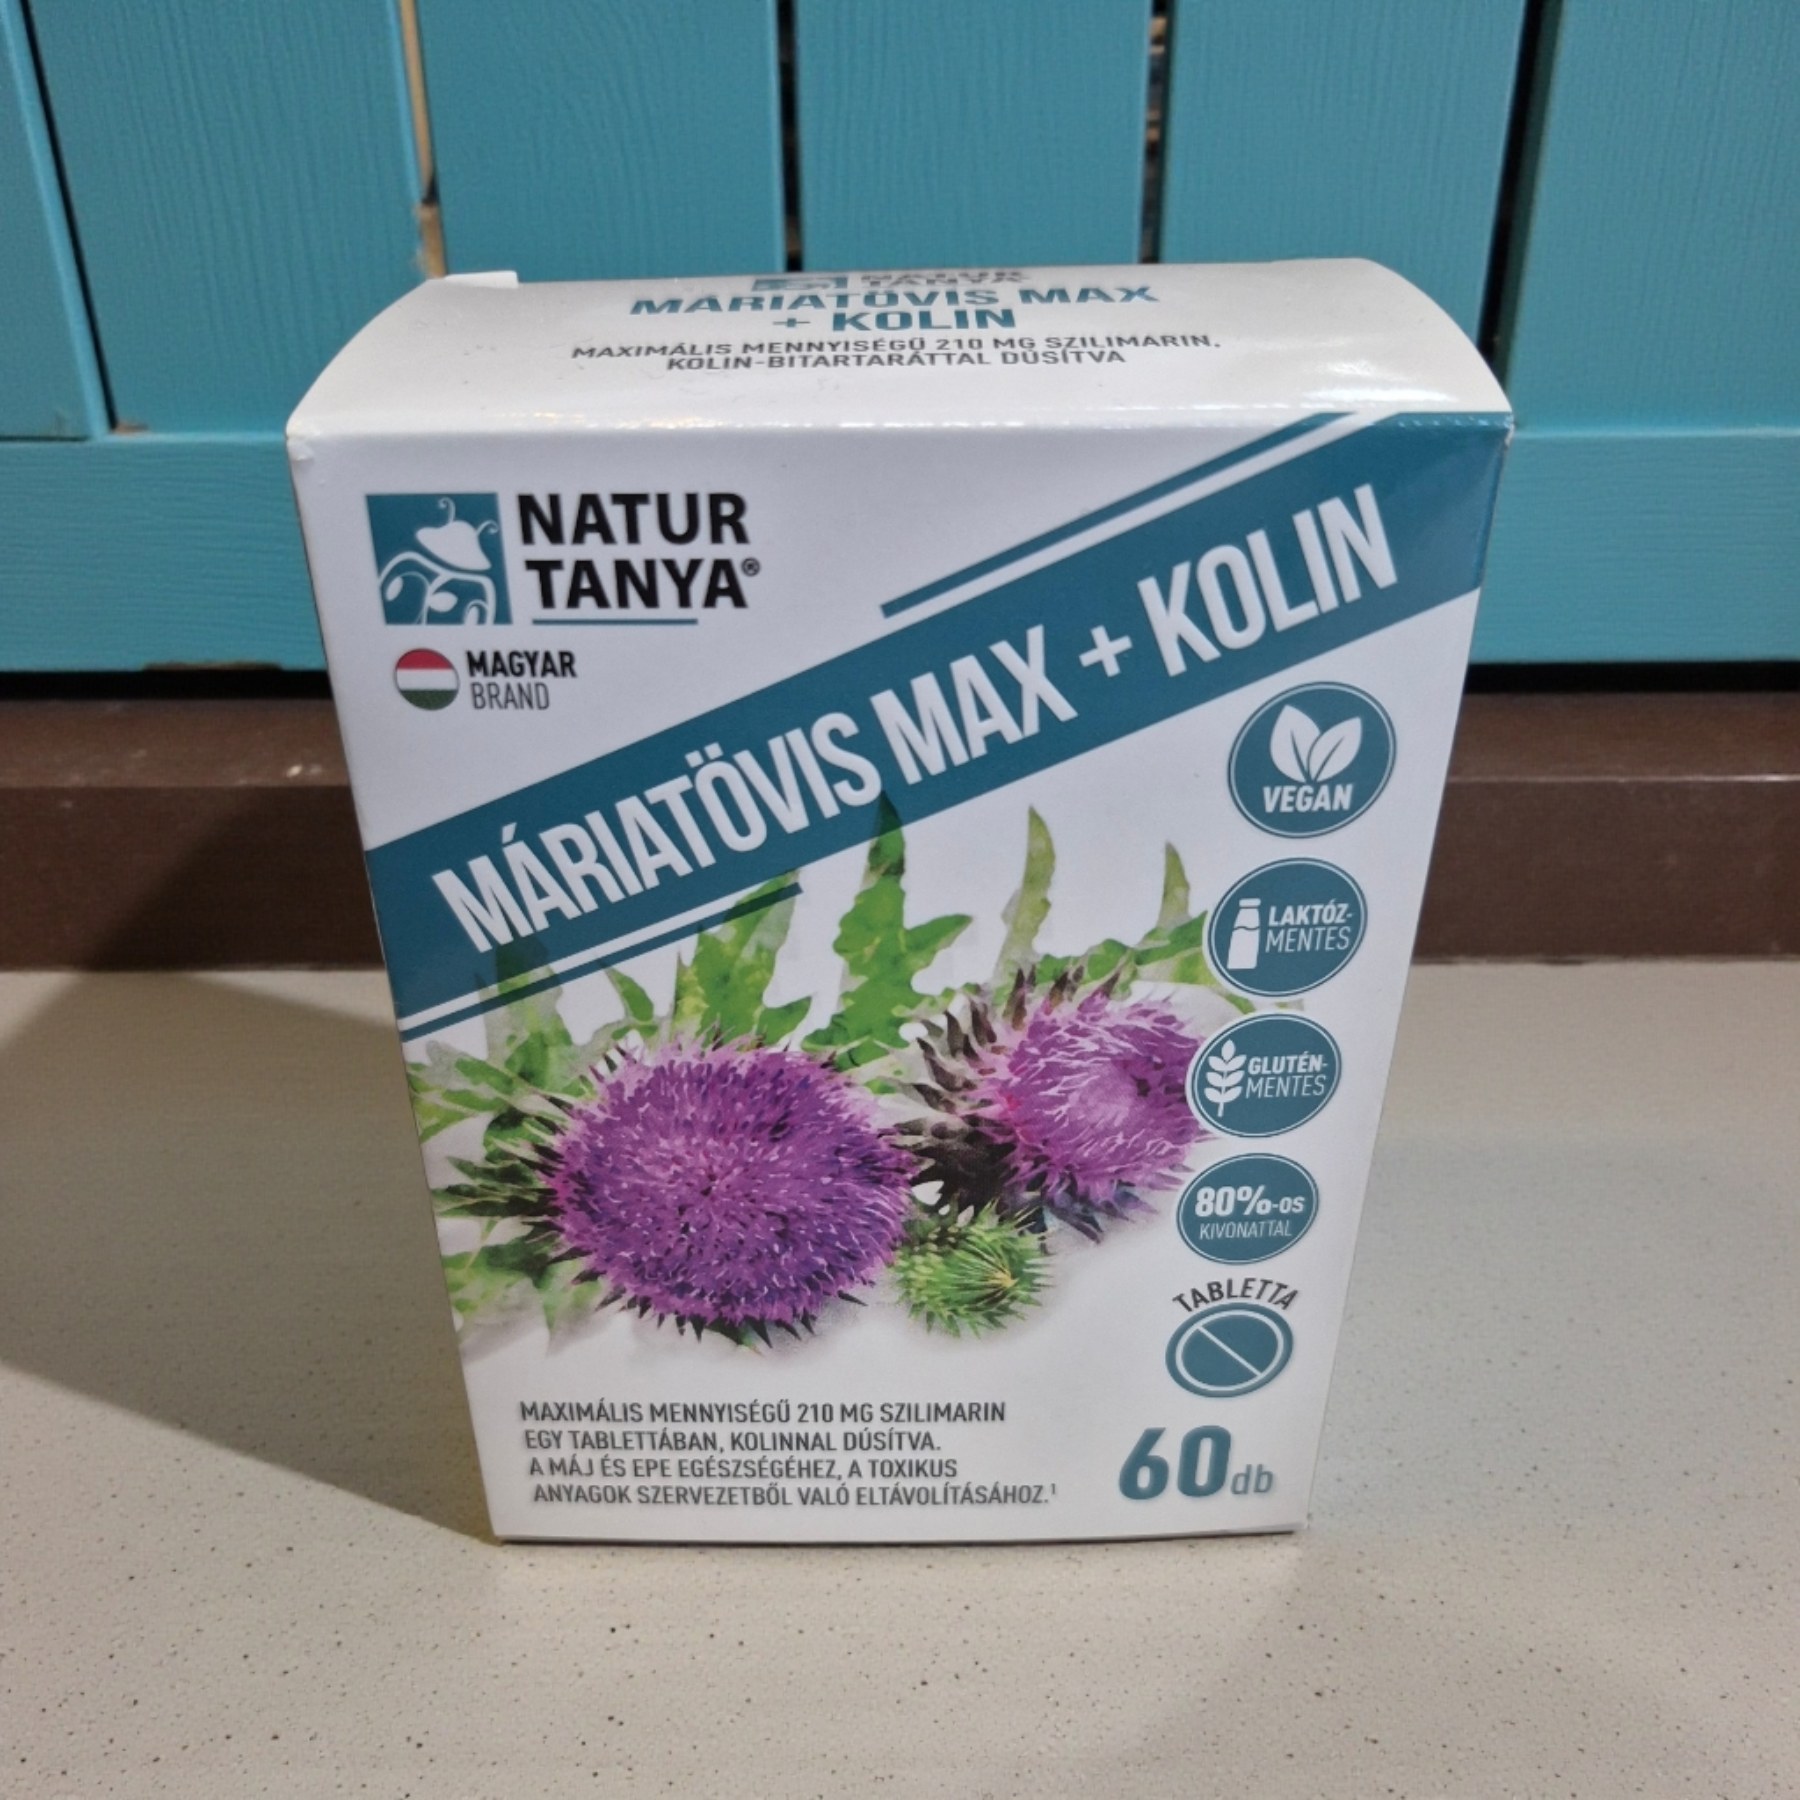 NATUR
TANYA
MÁRIATÖVIS MAX
+ KOLIN
MAXIMÁLIS MENNYISÉGŰ 210 MG SZILIMARIN.
KOLIN-BITARTARÁTTAL DÚSÍTVA
NATUR
TANYA®
MAGYAR
BRAND
MÁRIATÖVIS MAX + KOLIN
VEGAN
LAKTÓZ-
MENTES
GLUTÉN-
MENTES
80%-OS
KIVONATTAL
TABLETTA
MAXIMÁLIS MENNYISÉGŰ 210 MG SZILIMARIN
EGY TABLETTÁBAN, KOLINNAL DÚSÍTVA.
A MÁJ ÉS EPE EGÉSZSÉGÉHEZ, A TOXIKUS
ANYAGOK SZERVEZETBŐL VALÓ ELTÁVOLÍTÁSÁHOZ.¹
60db